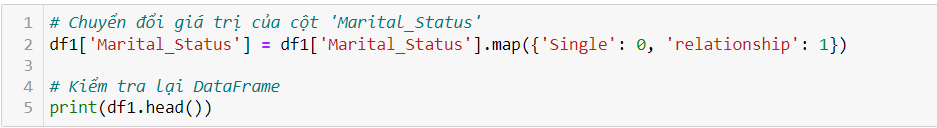 1 # Chuyển đổi giá trị của cột 'Marital_Status'
2 df1['Marital_Status'] = df1['Marital_Status'].map({'Single': 0, 'relationship': 1})
3
4 # Kiểm tra lại DataFrame
5 print(df1.head())